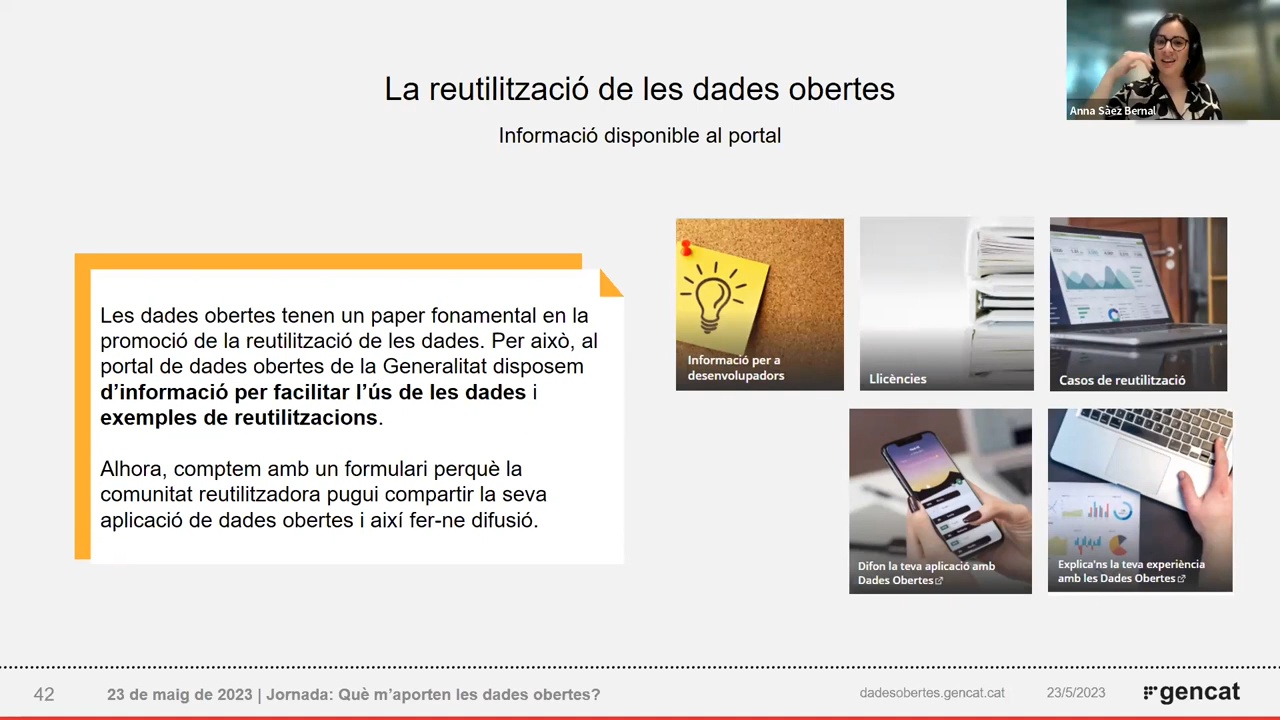 La reutilització de les dades obertes
Informació disponible al portal
Anna Sàez Bernal
Les dades obertes tenen un paper fonamental en la
promoció de la reutilització de les dades. Per això, al
portal de dades obertes de la Generalitat disposem
d’informació per facilitar l’ús de les dades i
exemples de reutilitzacions.
Alhora, comptem amb un formulari perquè la
comunitat reutilitzadora pugui compartir la seva
aplicació de dades obertes i així fer-ne difusió.
Informació per a
desenvolupadors
Llicències
Casos de reutilització
Difon la teva aplicació amb
Dades Obertes
Explica'ns la teva experiència
amb les Dades Obertes
42
23 de maig de 2023 | Jornada: Què m’aporten les dades obertes?
dadesobertes.gencat.cat
23/5/2023
gencat